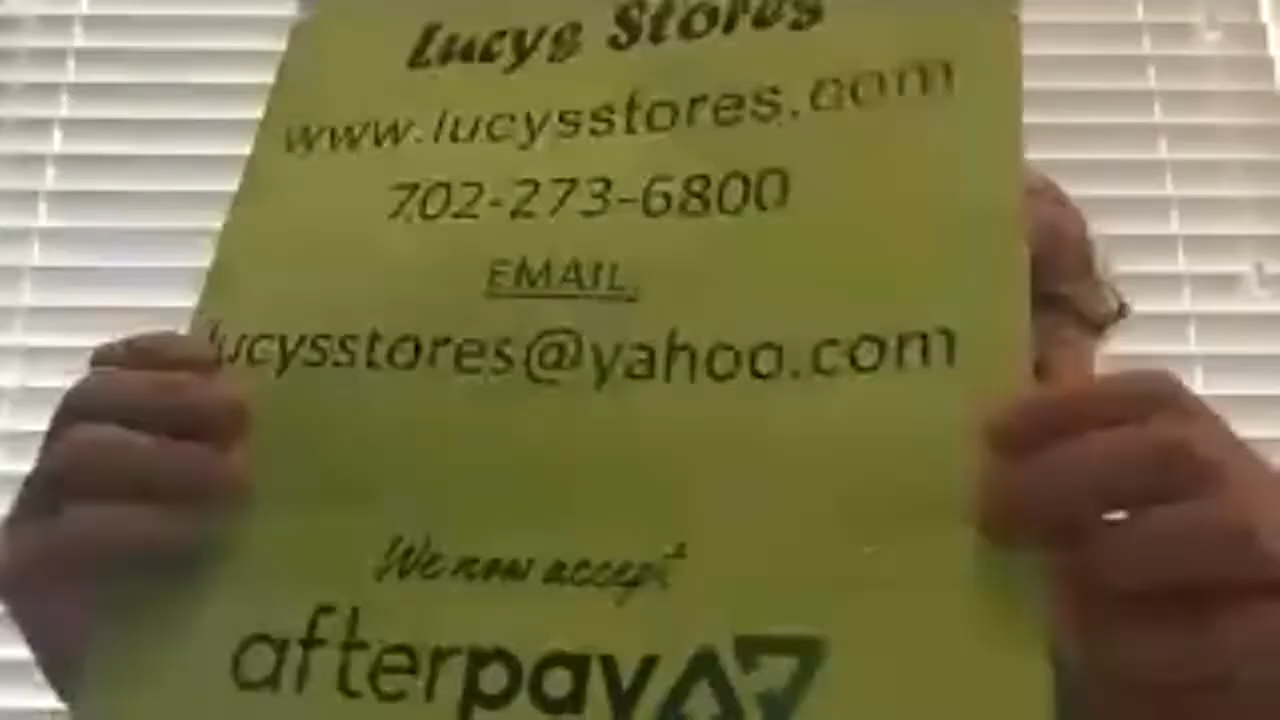 Lucys Stores
www.lucysstores.com
702-273-6800
EMAIL
lucysstores@yahoo.com
We now accept
afterpay